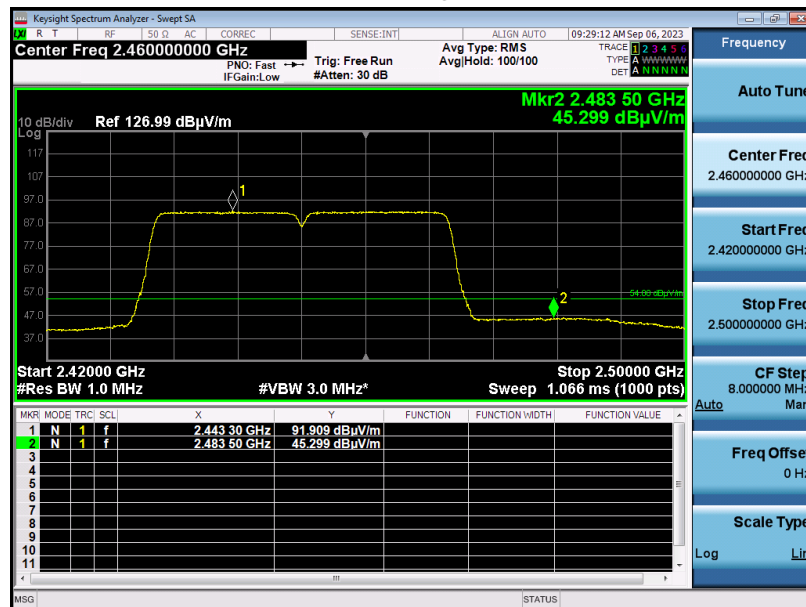 Keysight Spectrum Analyzer - Swept SA
LXI R T RF 50 Ω AC CORREC SENSE:INT ALIGN AUTO 09:29:12 AM Sep 06, 2023
Center Freq 2.460000000 GHz
PNO: Fast
IFGain:Low
Trig: Free Run
#Atten: 30 dB
Avg Type: RMS
Avg|Hold: 100/100
TRACE 1 2 3 4 5 6
TYPE A WWWWW
DET A N N N N N
Mkr2 2.483 50 GHz
45.299 dBµV/m
10 dB/div Ref 126.99 dBµV/m
Log
117
107
97.0
87.0
77.0
67.0
57.0
47.0
37.0
1
2
54.00 dBµV/m
Start 2.42000 GHz Stop 2.50000 GHz
#Res BW 1.0 MHz #VBW 3.0 MHz* Sweep 1.066 ms (1000 pts)
MKR MODE TRC SCL X Y FUNCTION FUNCTION WIDTH FUNCTION VALUE
1 N 1 f 2.443 30 GHz 91.909 dBµV/m
2 N 1 f 2.483 50 GHz 45.299 dBµV/m
3
4
5
6
7
8
9
10
11
MSG STATUS
Frequency
Auto Tune
Center Freq
2.460000000 GHz
Start Freq
2.420000000 GHz
Stop Freq
2.500000000 GHz
CF Step
8.000000 MHz
Auto Man
Freq Offset
0 Hz
Scale Type
Log Lin